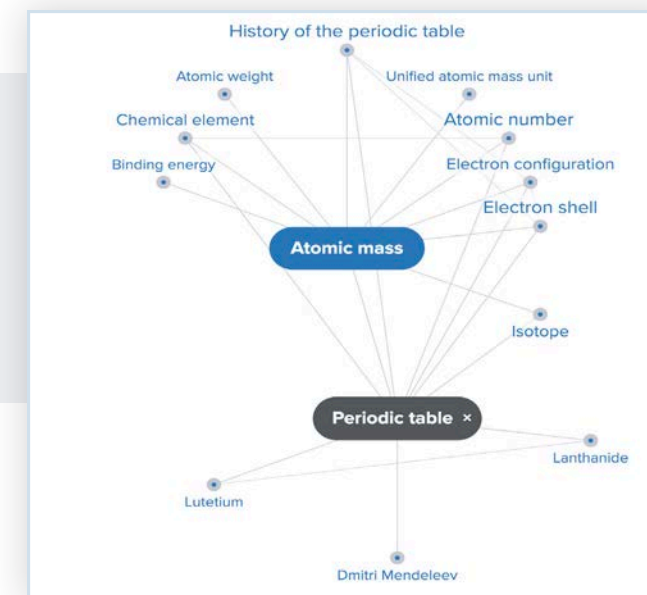 History of the periodic table
Atomic weight
Unified atomic mass unit
Chemical element
Atomic number
Binding energy
Electron configuration
Electron shell
Atomic mass
Isotope
Periodic table ×
Lanthanide
Lutetium
Dmitri Mendeleev